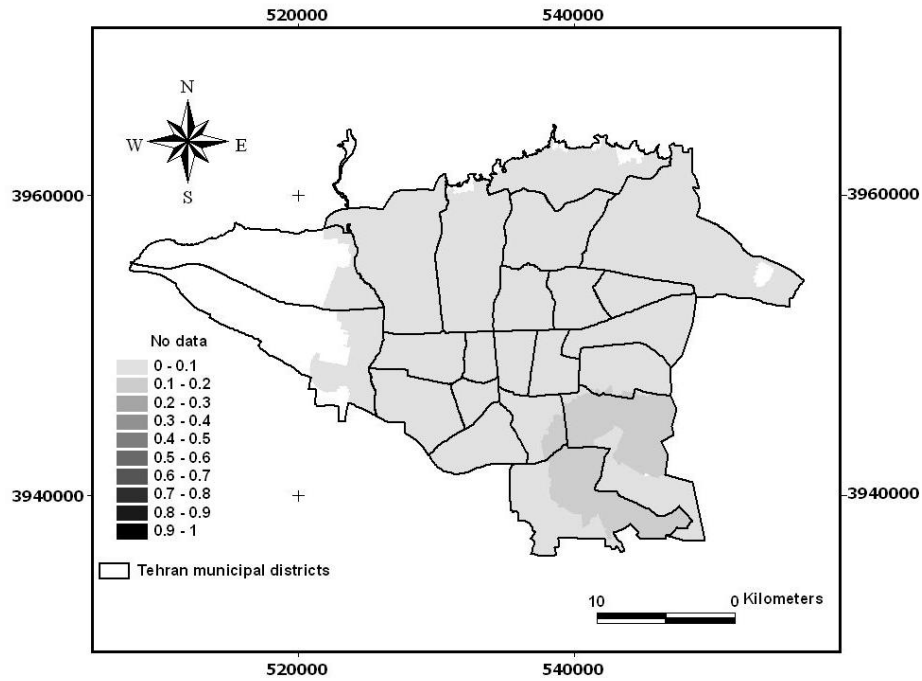 520000 540000
N
W E
S
3960000 3960000
No data
0 - 0.1
0.1 - 0.2
0.2 - 0.3
0.3 - 0.4
0.4 - 0.5
0.5 - 0.6
0.6 - 0.7
0.7 - 0.8
0.8 - 0.9
0.9 - 1
3940000 3940000
Tehran municipal districts
10 0 Kilometers
520000 540000